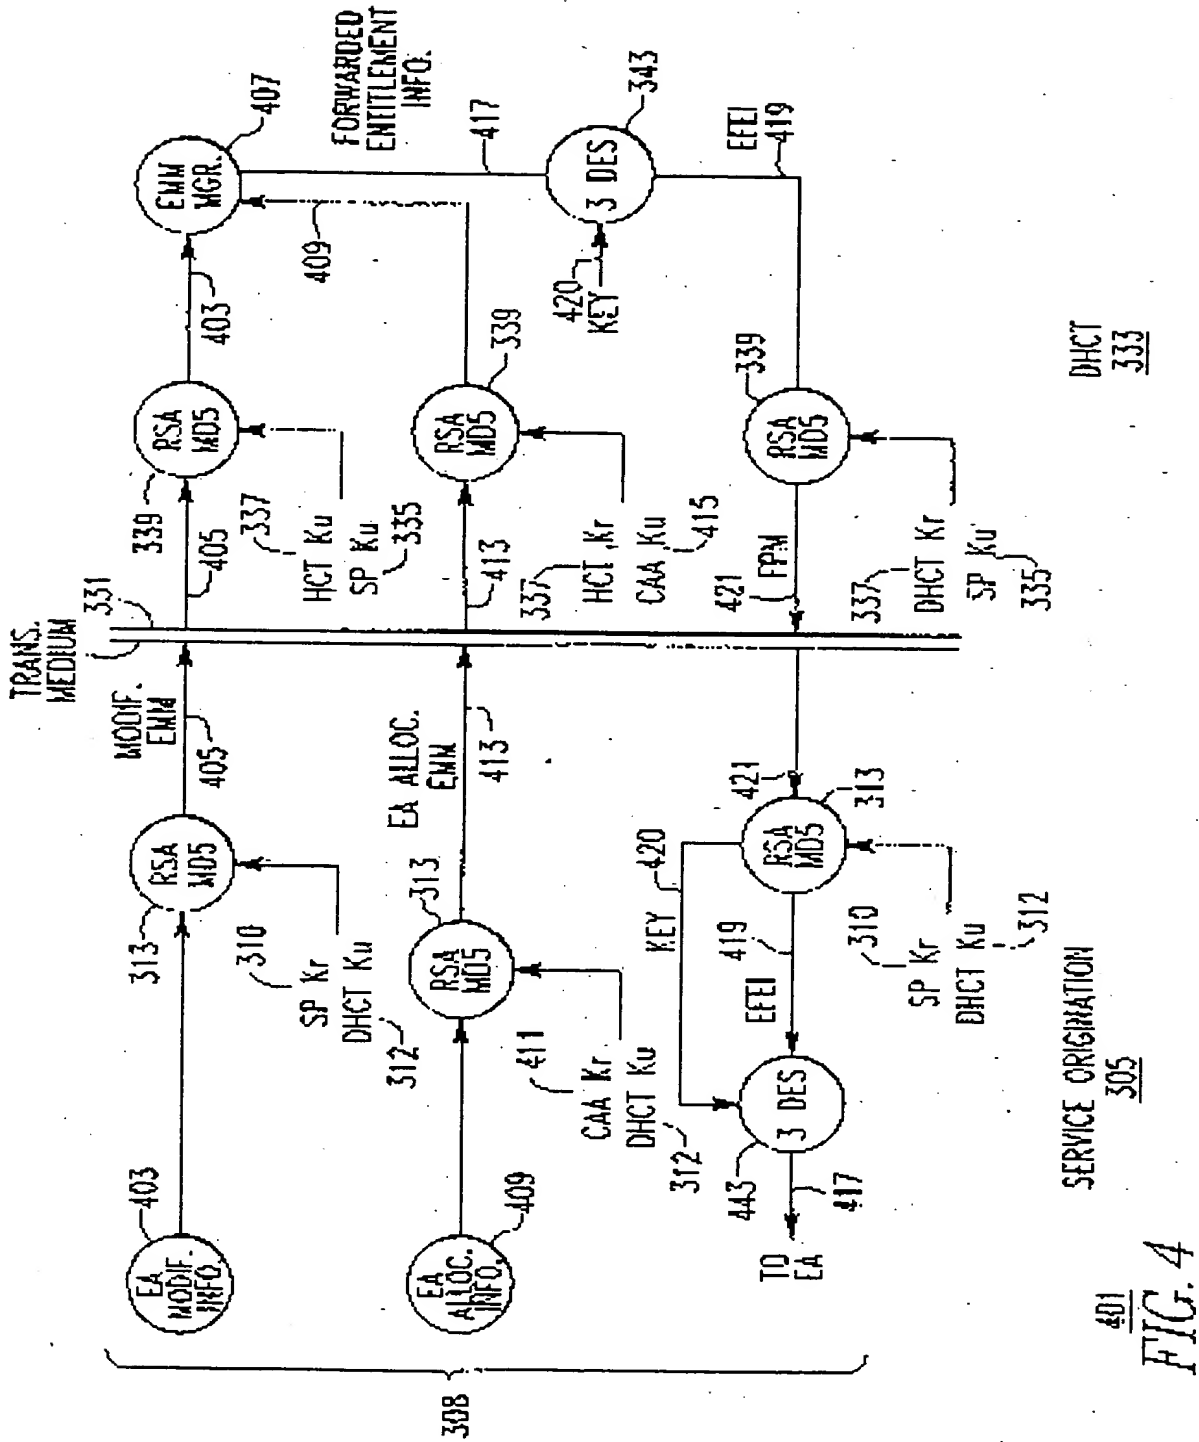 TRANS.
MEDIUM
331
308
EA
MODIF.
INFO.
403
313
RSA
MD5
310
SP Kr
DHCT Ku
312
MODIF.
EMM
405
405
339
RSA
MD5
337
HCT Ku
SP Ku
335
403
EMM
MGR.
407
EA
ALLOC.
INFO.
409
RSA
MD5
313
411
CAA Kr
DHCT Ku
312
EA ALLOC.
EMM
413
413
RSA
MD5
339
337
HCT Kr
CAA Ku
415
409
FORWARDED
ENTITLEMENT
INFO.
417
3 DES
343
420
KEY
EFEI
419
RSA
MD5
339
337
DHCT Kr
SP Ku
335
FPM
421
421
RSA
MD5
313
310
SP Kr
DHCT Ku
312
KEY
420
419
EFEI
3 DES
443
417
TO
EA
SERVICE ORIGINATION
305
DHCT
333
401
FIG. 4